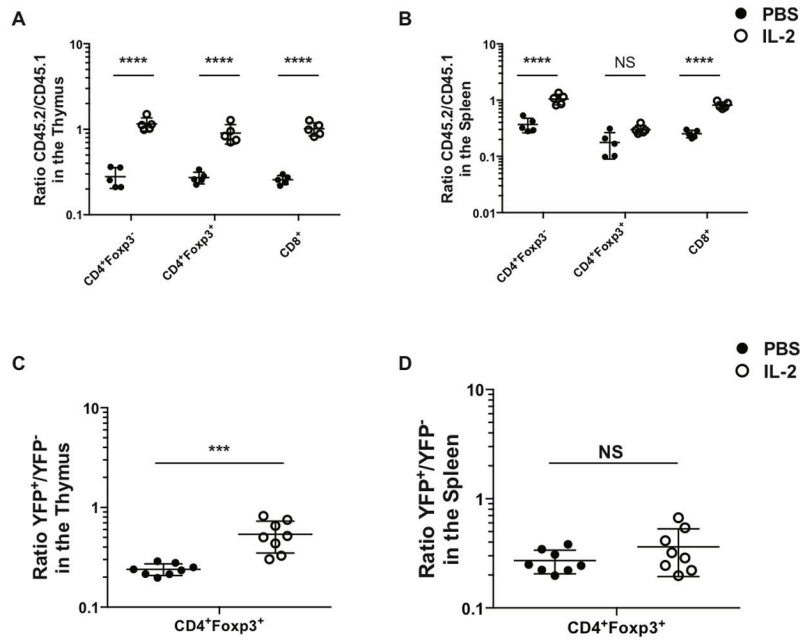 A
B
PBS
IL-2
Ratio CD45.2/CD45.1
in the Thymus
10
1
0.1
****
****
****
CD4⁺Foxp3⁻
CD4⁺Foxp3⁺
CD8⁺
Ratio CD45.2/CD45.1
in the Spleen
10
1
0.1
0.01
****
NS
****
CD4⁺Foxp3⁻
CD4⁺Foxp3⁺
CD8⁺
C
D
PBS
IL-2
Ratio YFP⁺/YFP⁻
in the Thymus
10
1
0.1
***
CD4⁺Foxp3⁺
Ratio YFP⁺/YFP⁻
in the Spleen
10
1
0.1
NS
CD4⁺Foxp3⁺